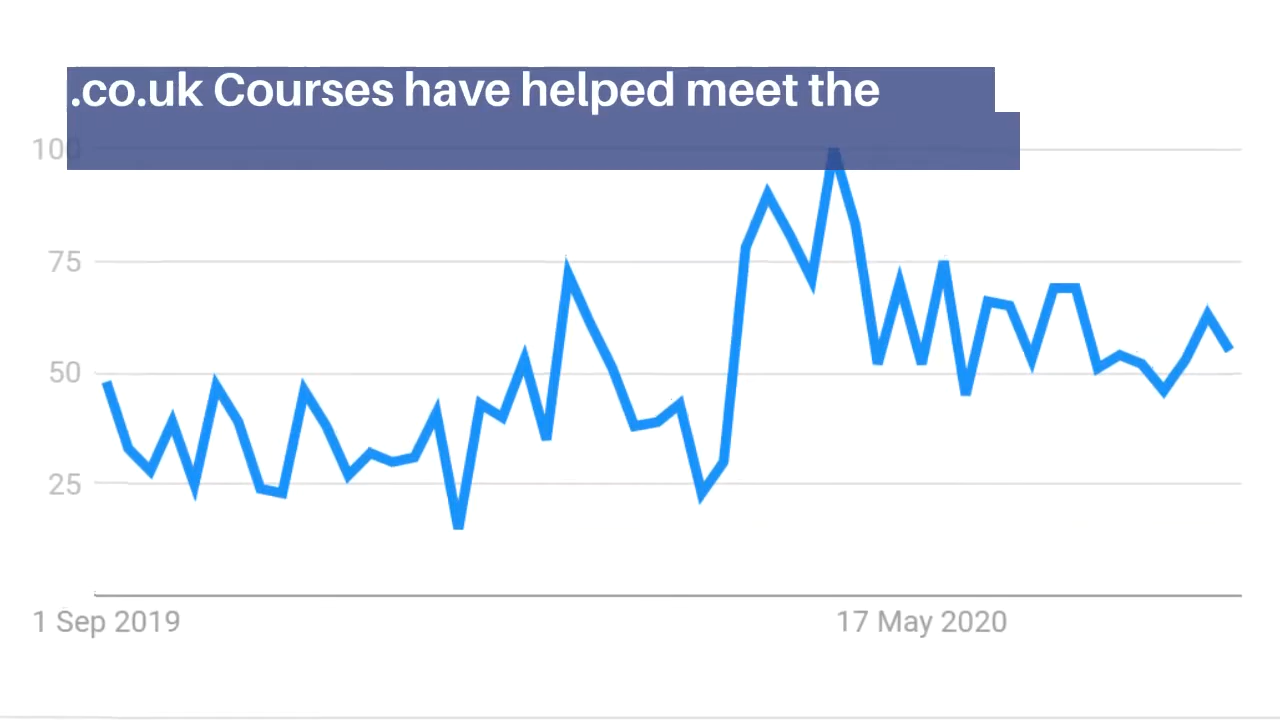 .co.uk Courses have helped meet the
100
75
50
25
1 Sep 2019
17 May 2020